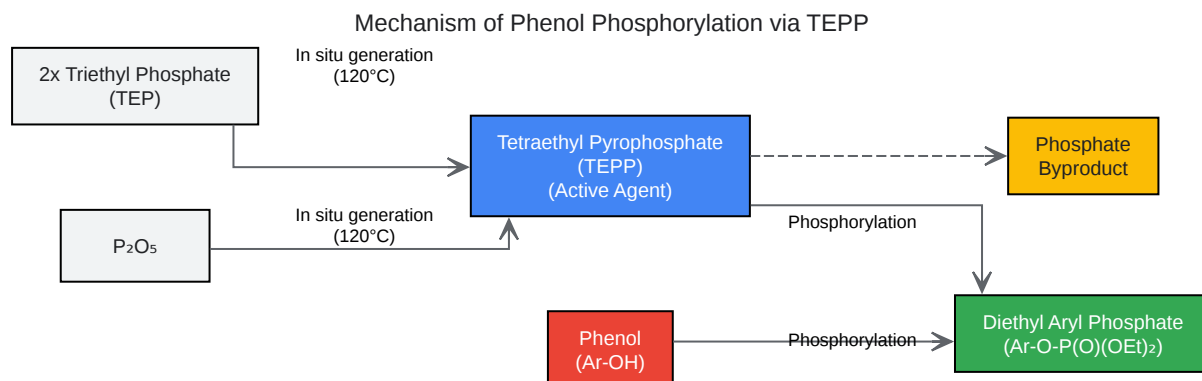 Mechanism of Phenol Phosphorylation via TEPP
2x Triethyl Phosphate
(TEP)
In situ generation
(120°C)
Tetraethyl Pyrophosphate
(TEPP)
(Active Agent)
Phosphate
Byproduct
P₂O₅
In situ generation
(120°C)
Phosphorylation
Phenol
(Ar-OH)
Phosphorylation
Diethyl Aryl Phosphate
(Ar-O-P(O)(OEt)₂)